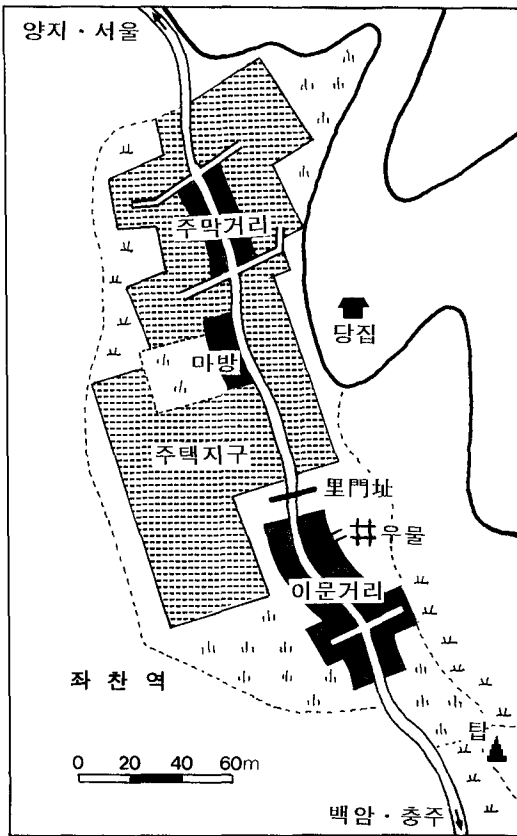 양지 · 서울
주막거리
당집
마방
주택지구
里門址
우물
이문거리
좌찬역
탑
0 20 40 60m
백암 · 충주